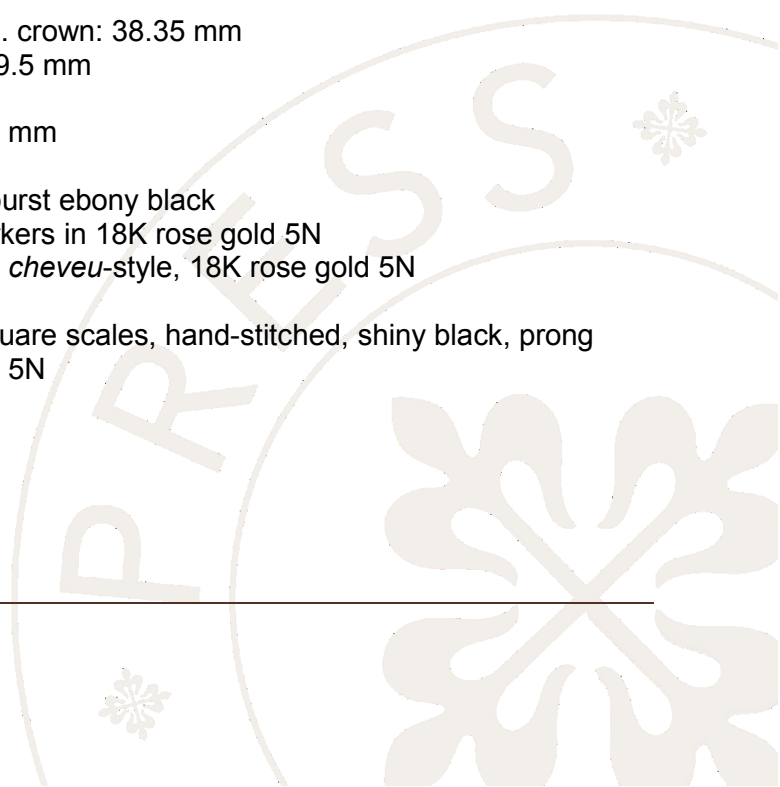 . crown: 38.35 mm
9.5 mm
mm
burst ebony black
kers in 18K rose gold 5N
cheveu-style, 18K rose gold 5N
uare scales, hand-stitched, shiny black, prong
5N
PRESS